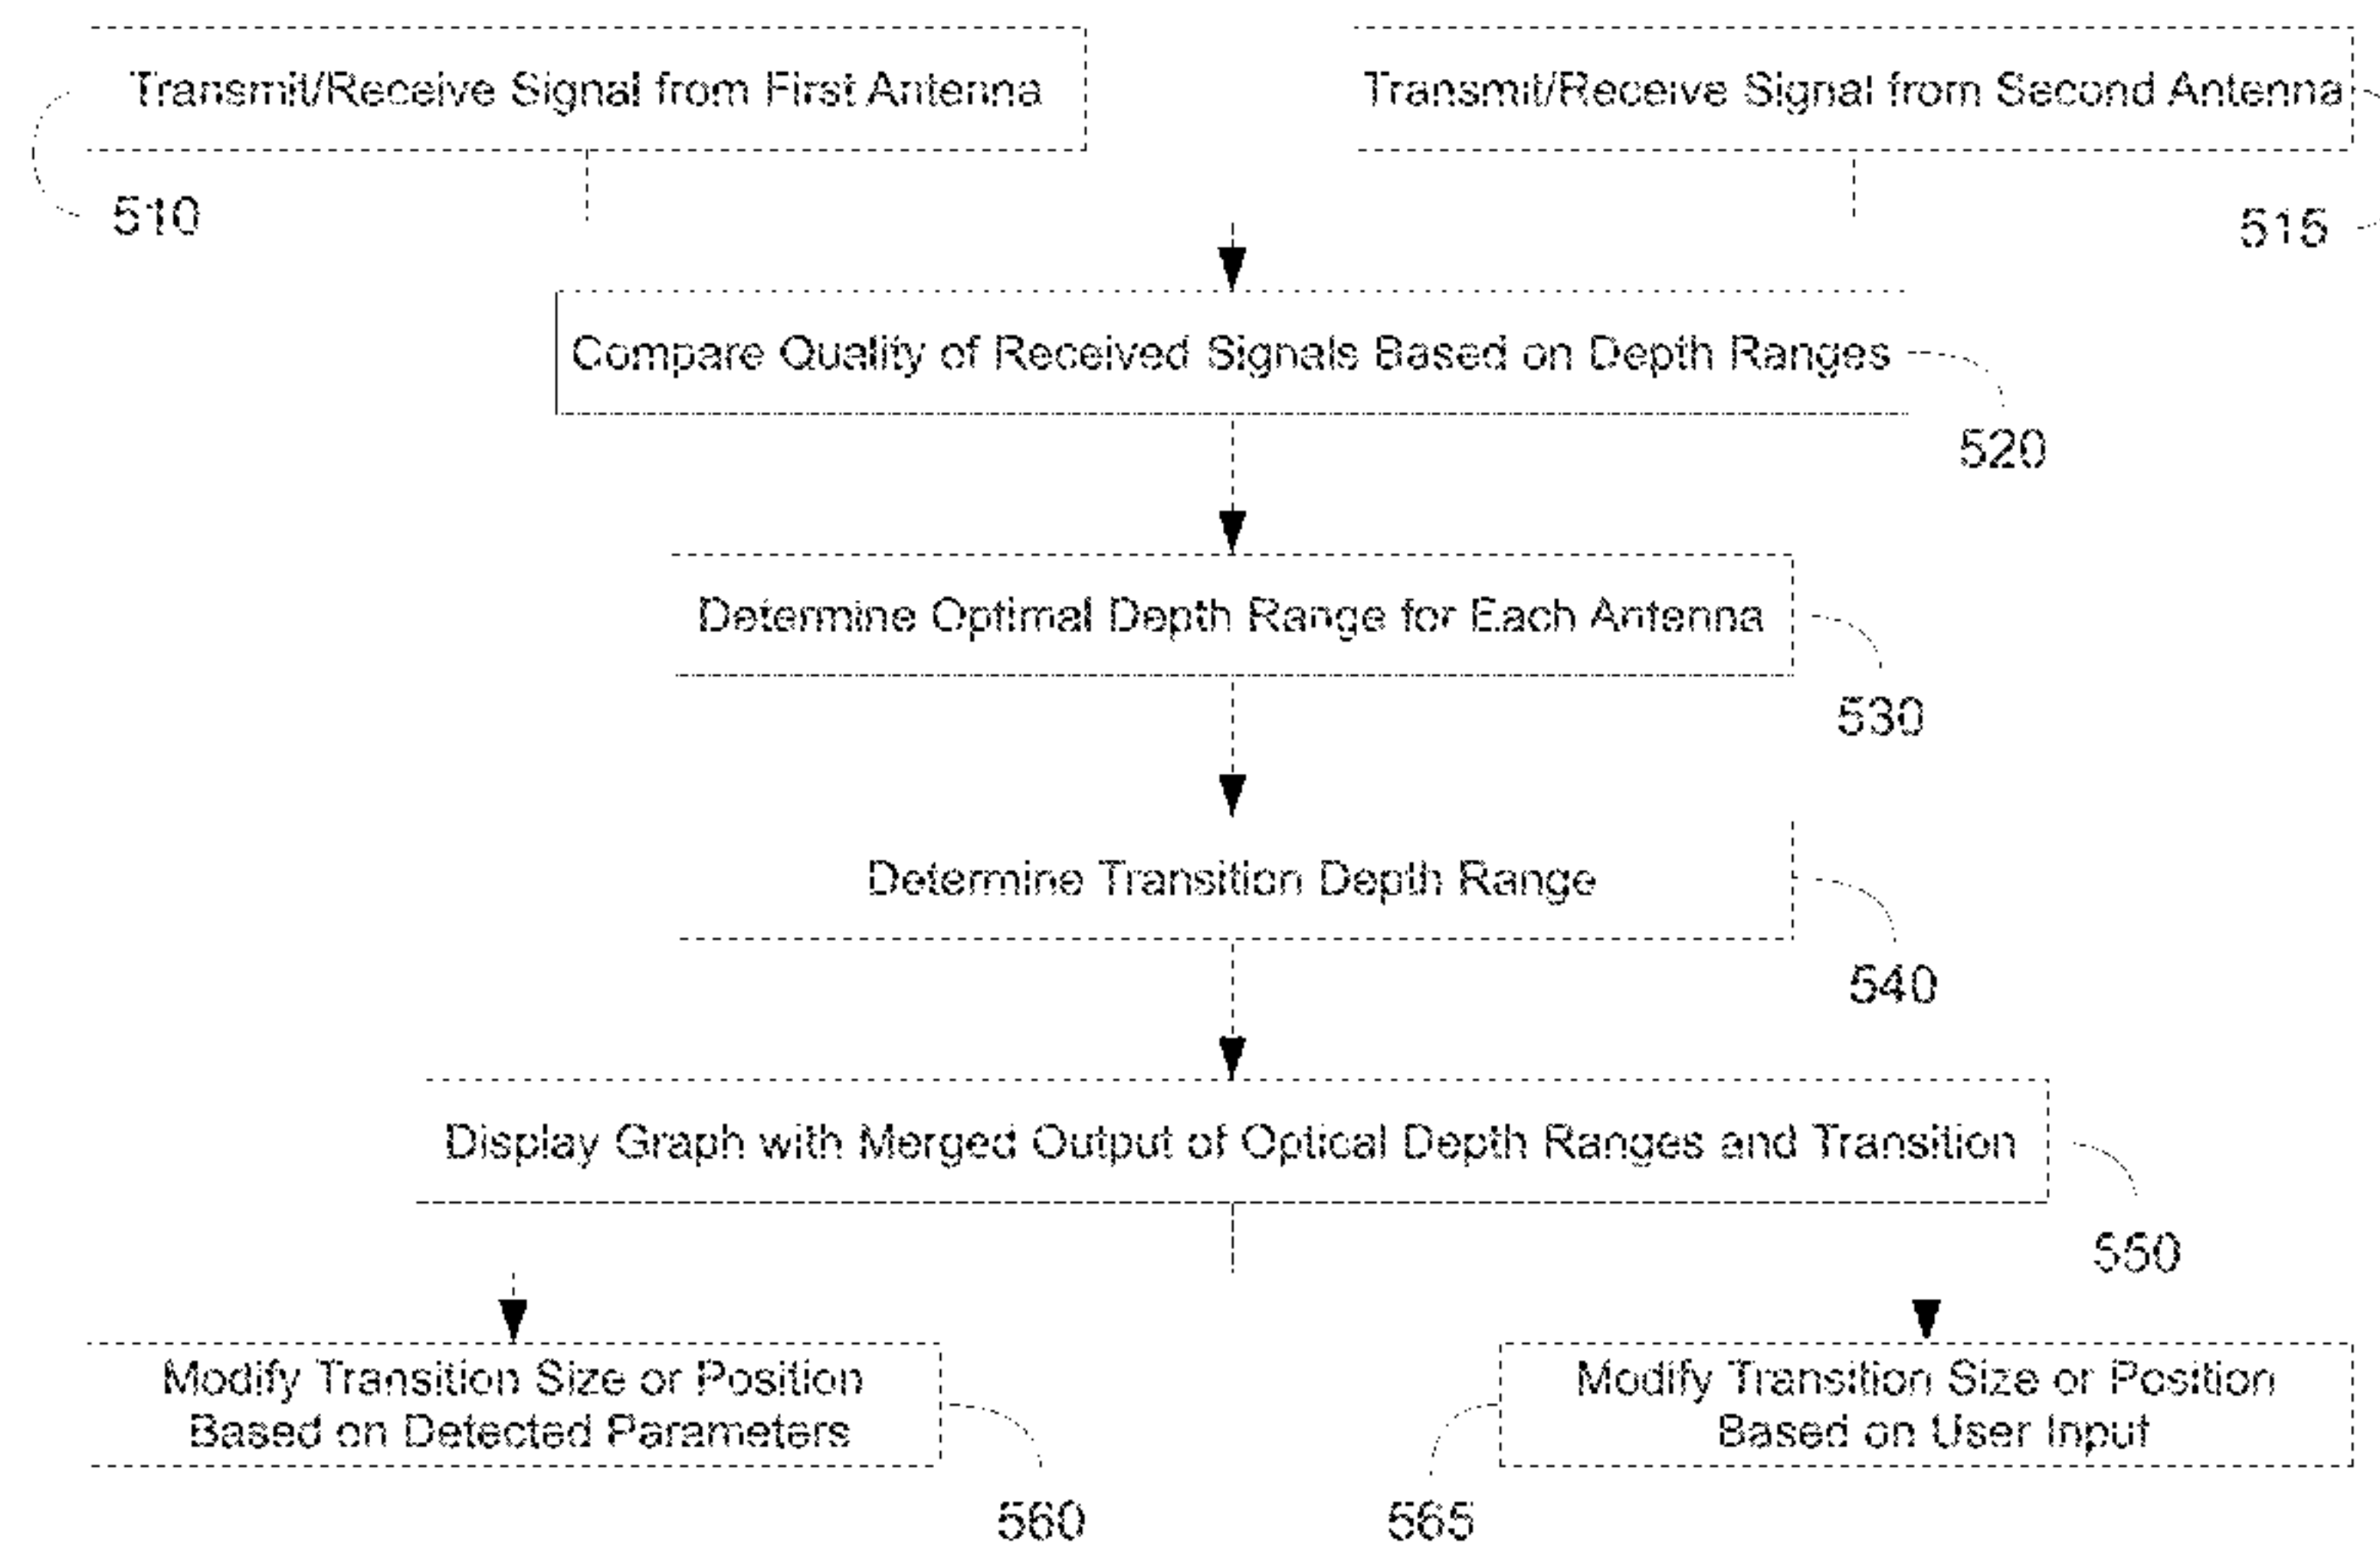 Transmit/Receive Signal from First Antenna
Transmit/Receive Signal from Second Antenna
510
515
Compare Quality of Received Signals Based on Depth Ranges
520
Determine Optimal Depth Range for Each Antenna
530
Determine Transition Depth Range
540
Display Graph with Merged Output of Optical Depth Ranges and Transition
550
Modify Transition Size or Position
Based on Detected Parameters
Modify Transition Size or Position
Based on User Input
560
565